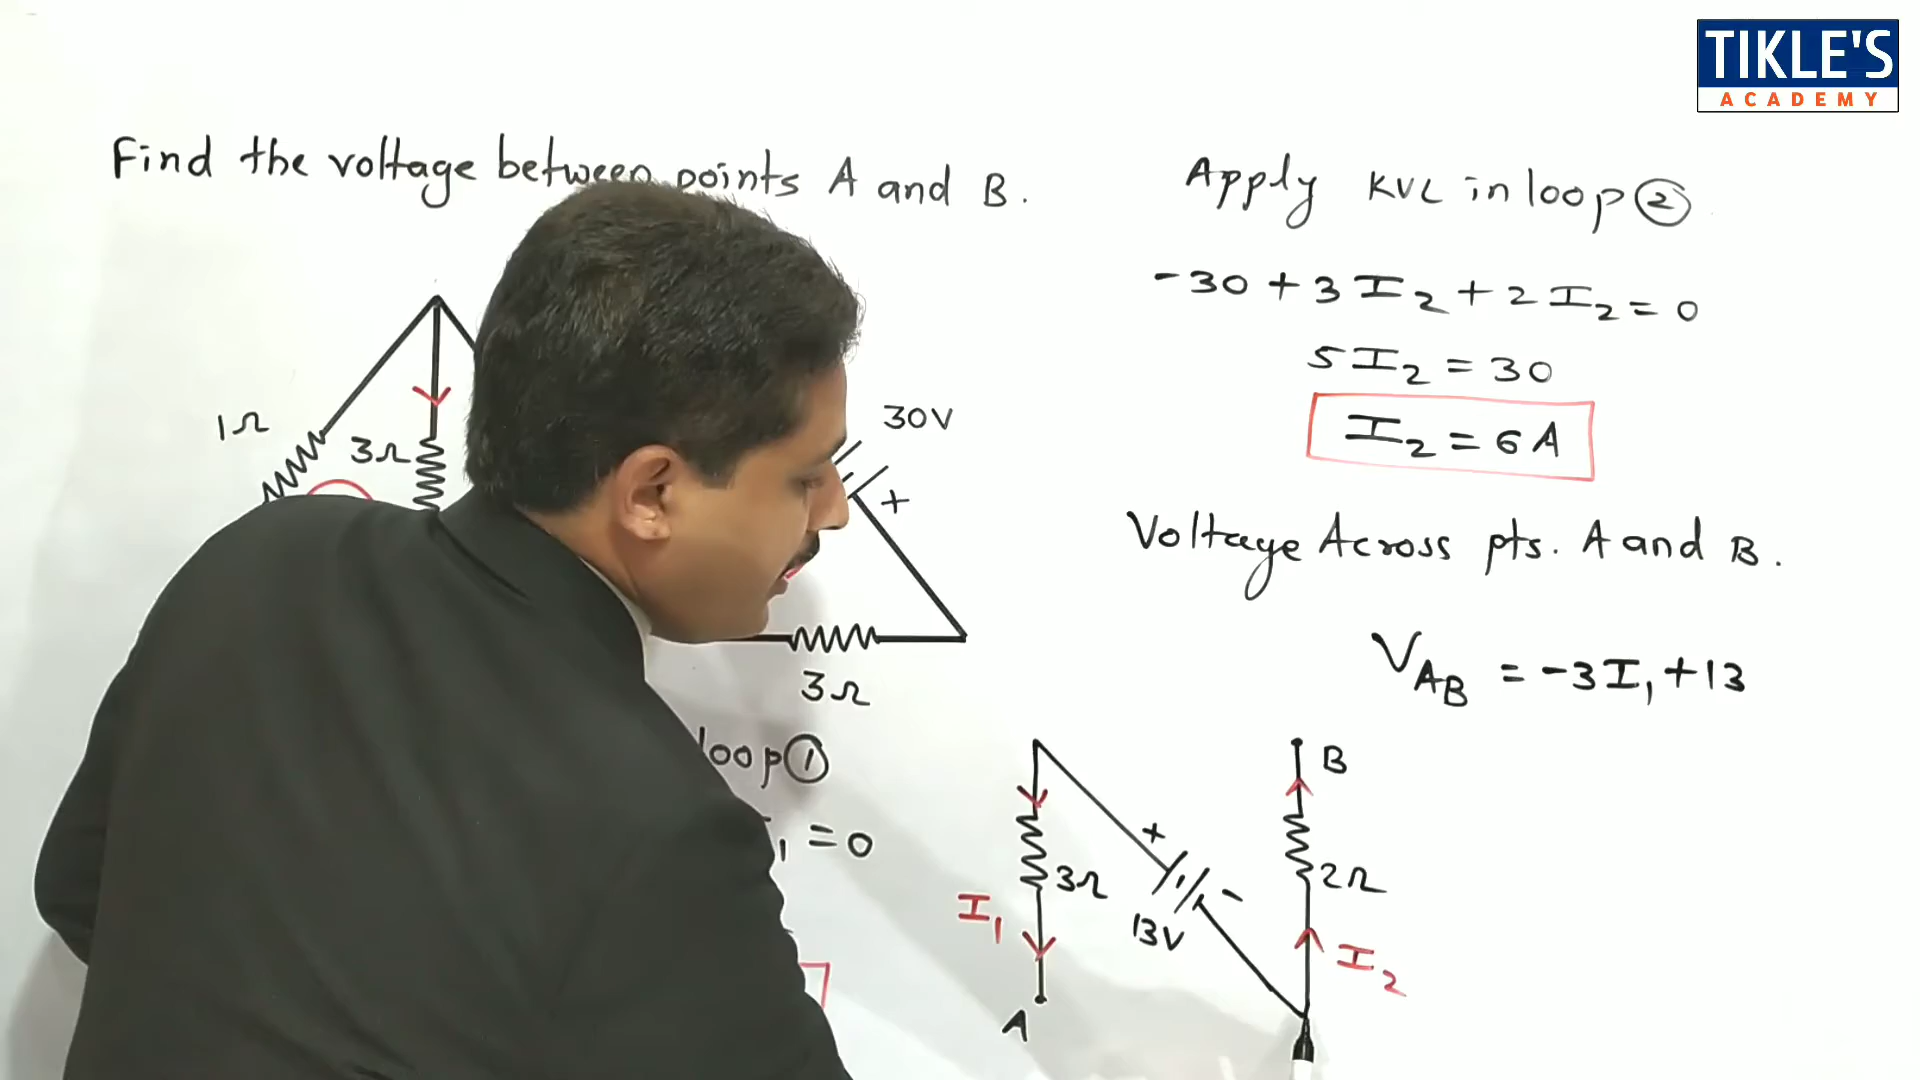 TIKLE'S
ACADEMY
Find the voltage between points A and B.
1Ω
3Ω
30V
+
3Ω
loop ①
1 = 0
Apply KVL in loop ②
-30 + 3I₂ + 2I₂ = 0
5I₂ = 30
I₂ = 6A
Voltage Across pts. A and B.
V_AB = -3I₁ + 13
B
+
3Ω
-
2Ω
I₁
13V
I₂
A